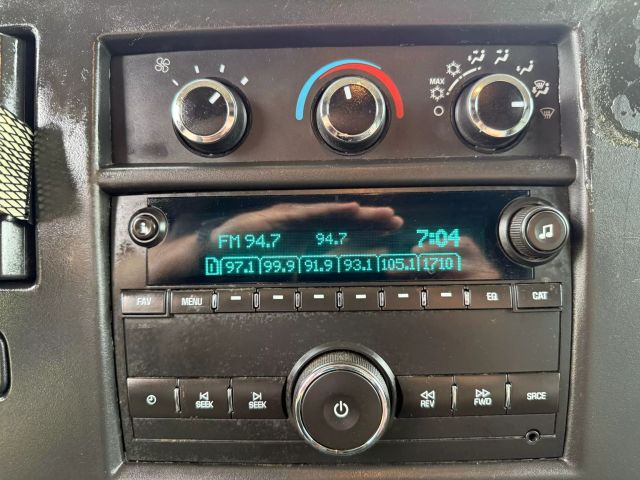 MAX
FM 94.7 94.7 7:04
1 97.1 99.9 91.9 93.1 105.1 1710
FAV MENU EQ CAT
SEEK SEEK REV FWD SRCE